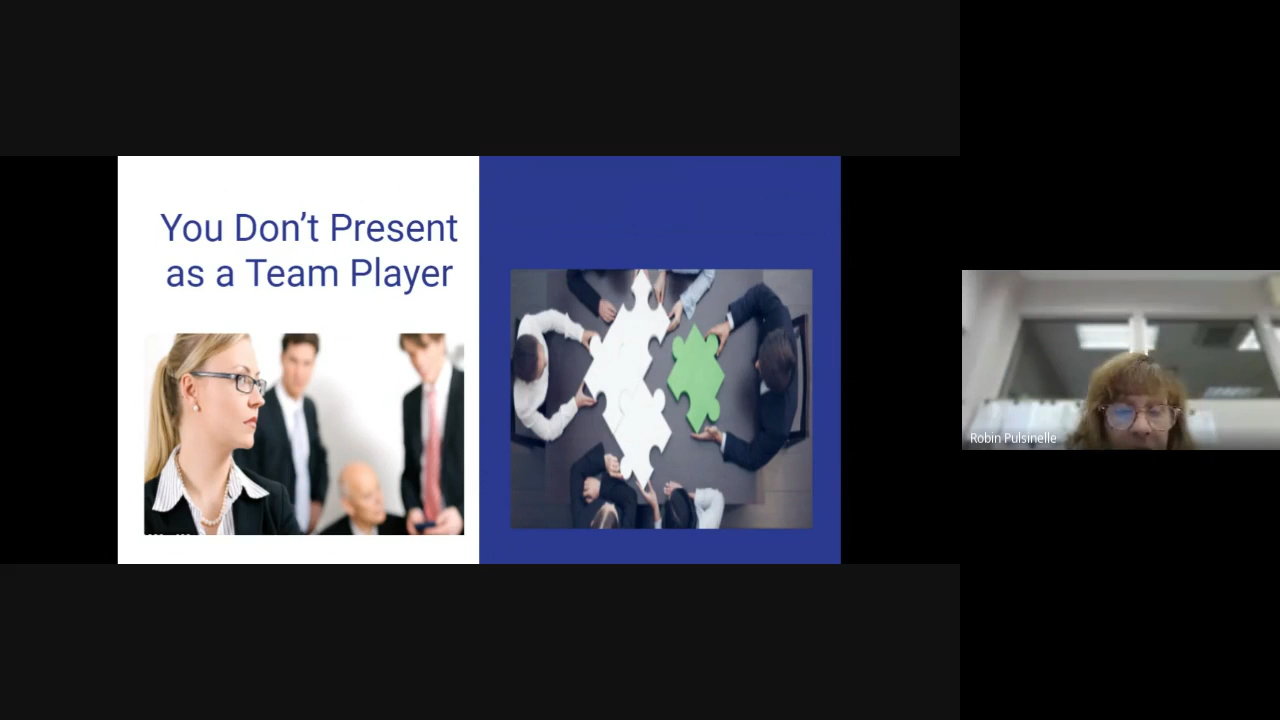 You Don’t Present
as a Team Player
Robin Pulsinelle